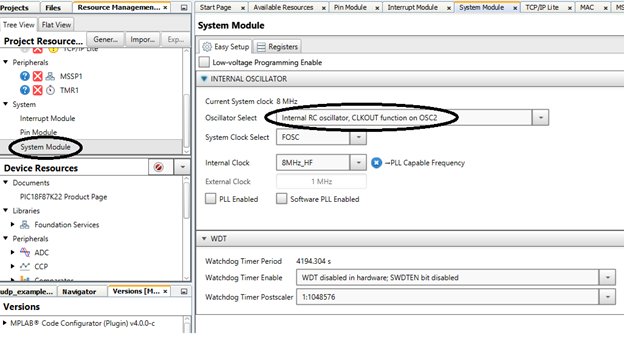 Projects Files Resource Managemen... ×
Tree View Flat View
Project Resource... Gener... Impor... Exp...
TCP/IP Lite
Peripherals
MSSP1
TMR1
System
Interrupt Module
Pin Module
System Module
Device Resources
Documents
PIC18F87K22 Product Page
Libraries
Foundation Services
Peripherals
ADC
CCP
Comparators
udp_example... Navigator Versions [M... ×
Versions
MPLAB® Code Configurator (Plugin) v4.0.0-c
Start Page × Available Resources × Pin Module × Interrupt Module × System Module × TCP/IP Lite × MAC × MS
System Module
Easy Setup Registers
Low-voltage Programming Enable
INTERNAL OSCILLATOR
Current System clock 8 MHz
Oscillator Select Internal RC oscillator, CLKOUT function on OSC2
System Clock Select FOSC
Internal Clock 8MHz_HF →PLL Capable Frequency
External Clock 1 MHz
PLL Enabled Software PLL Enabled
WDT
Watchdog Timer Period 4194.304 s
Watchdog Timer Enable WDT disabled in hardware; SWDTEN bit disabled
Watchdog Timer Postscaler 1:1048576